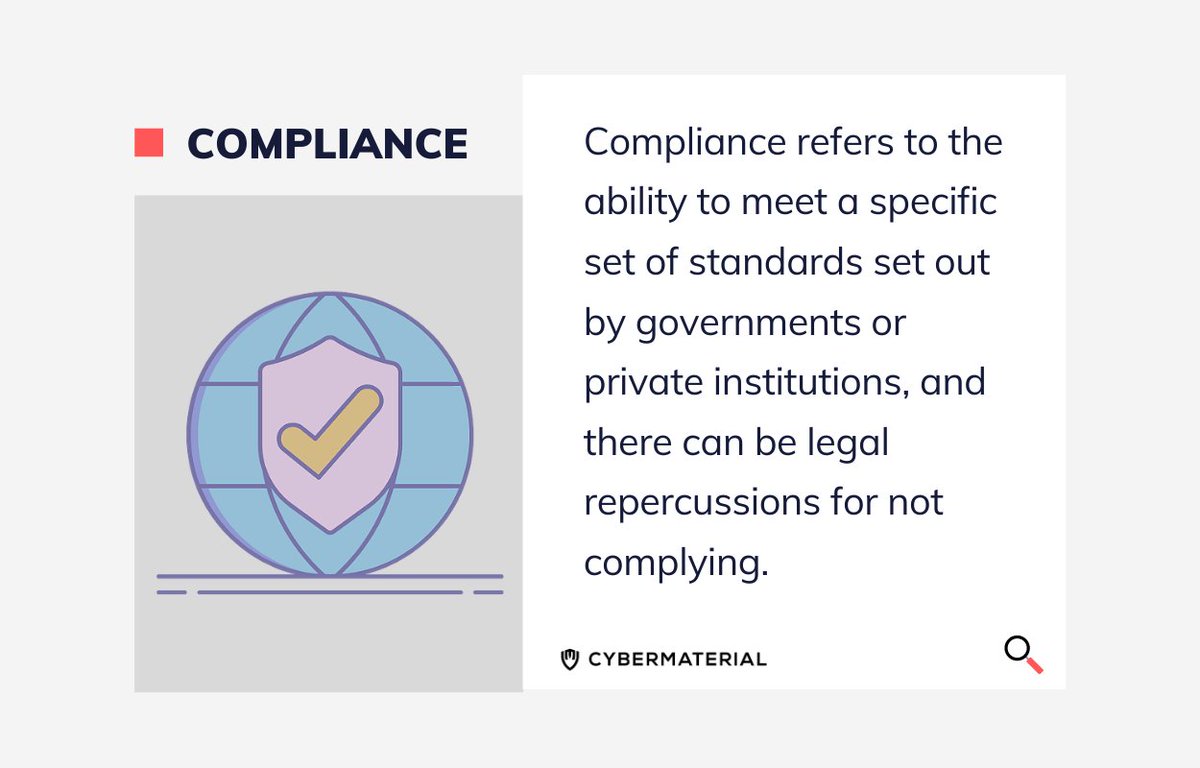 COMPLIANCE
Compliance refers to the
ability to meet a specific
set of standards set out
by governments or
private institutions, and
there can be legal
repercussions for not
complying.
CYBERMATERIAL